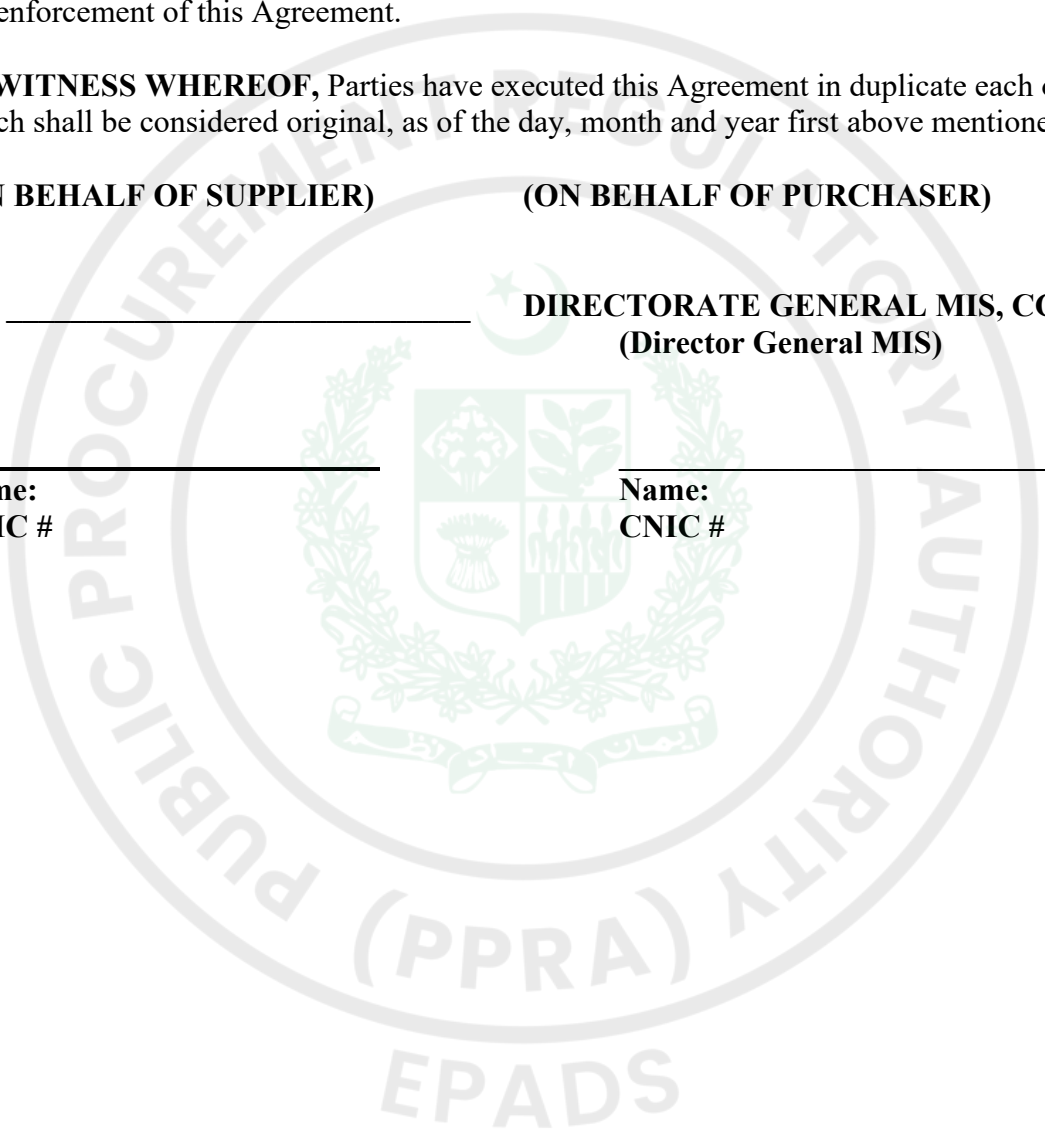 enforcement of this Agreement.
WITNESS WHEREOF, Parties have executed this Agreement in duplicate each
ch shall be considered original, as of the day, month and year first above mentione
BEHALF OF SUPPLIER) (ON BEHALF OF PURCHASER)
DIRECTORATE GENERAL MIS,
(Director General MIS)
me: Name:
IC # CNIC #
PUBLIC PROCUREMENT REGULATORY AUTHORITY
(PPRA)
EPADS